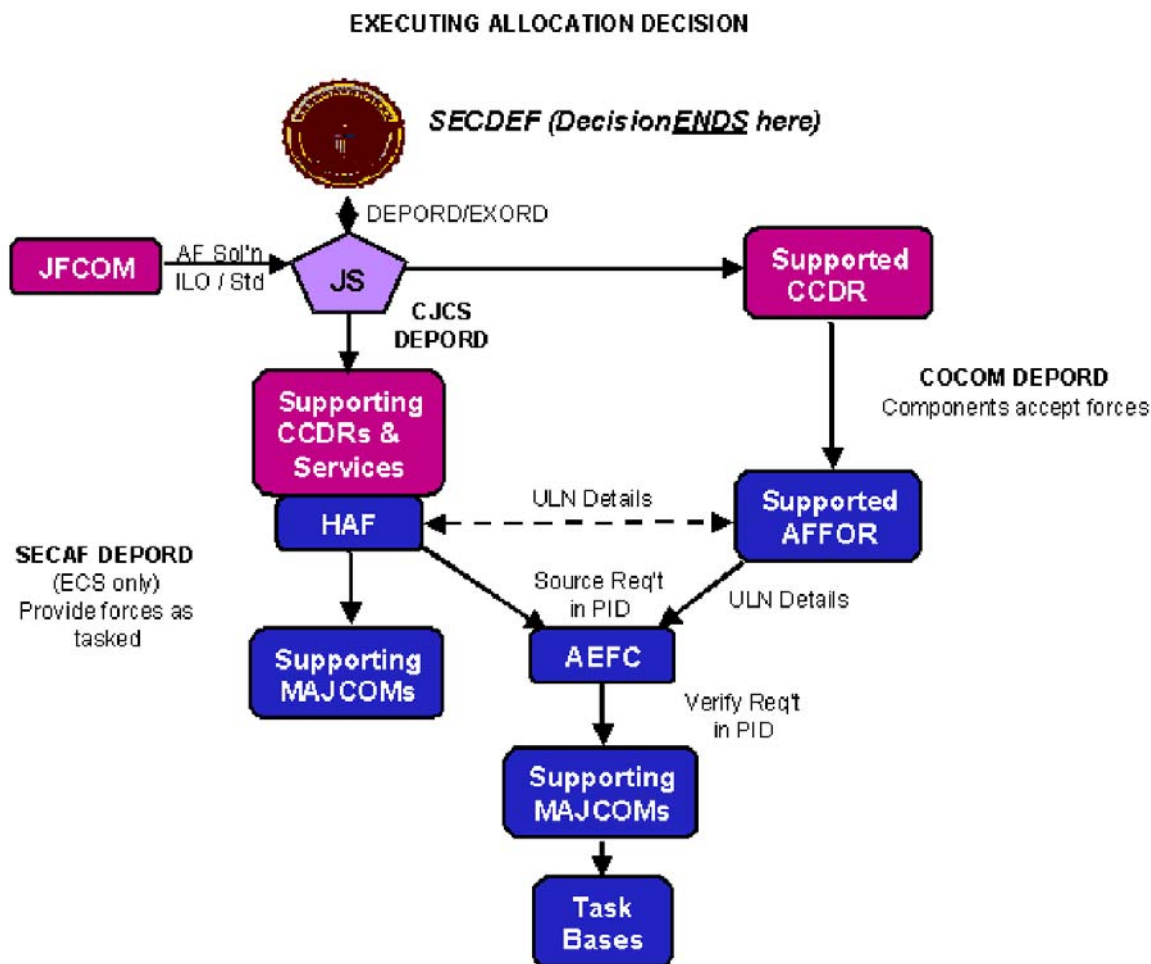 EXECUTING ALLOCATION DECISION
SECDEF (Decision ENDS here)
DEPORD/EXORD
JFCOM
AF Sol'n
ILO / Std
JS
Supported
CCDR
CJCS
DEPORD
COCOM DEPORD
Components accept forces
Supporting
CCDRs &
Services
HAF
ULN Details
Supported
AFFOR
SECAF DEPORD
(ECS only)
Provide forces as
tasked
Source Req't
in PID
ULN Details
Supporting
MAJCOMs
AEFC
Verify Req't
in PID
Supporting
MAJCOMs
Task
Bases